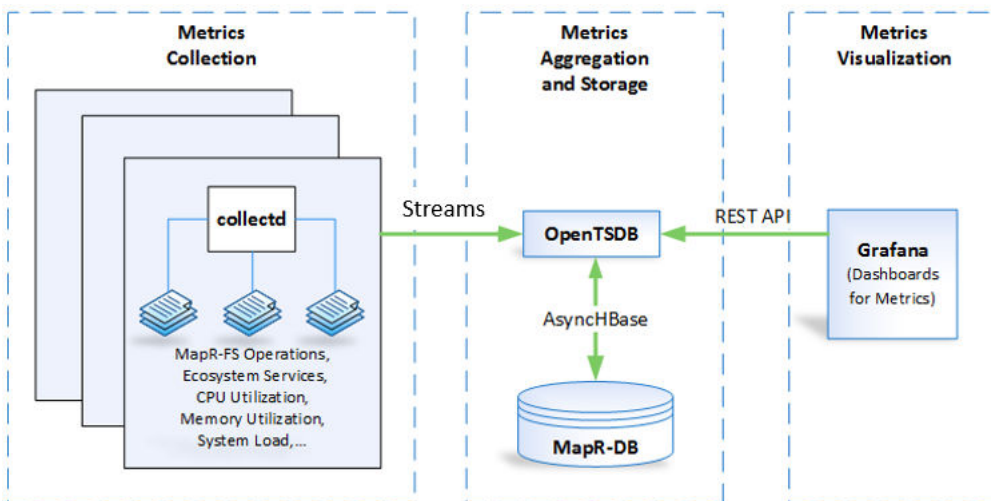 Metrics
Collection
collectd
MapR-FS Operations,
Ecosystem Services,
CPU Utilization,
Memory Utilization,
System Load,...
Streams
Metrics
Aggregation
and Storage
OpenTSDB
AsyncHBase
MapR-DB
REST API
Metrics
Visualization
Grafana
(Dashboards
for Metrics)